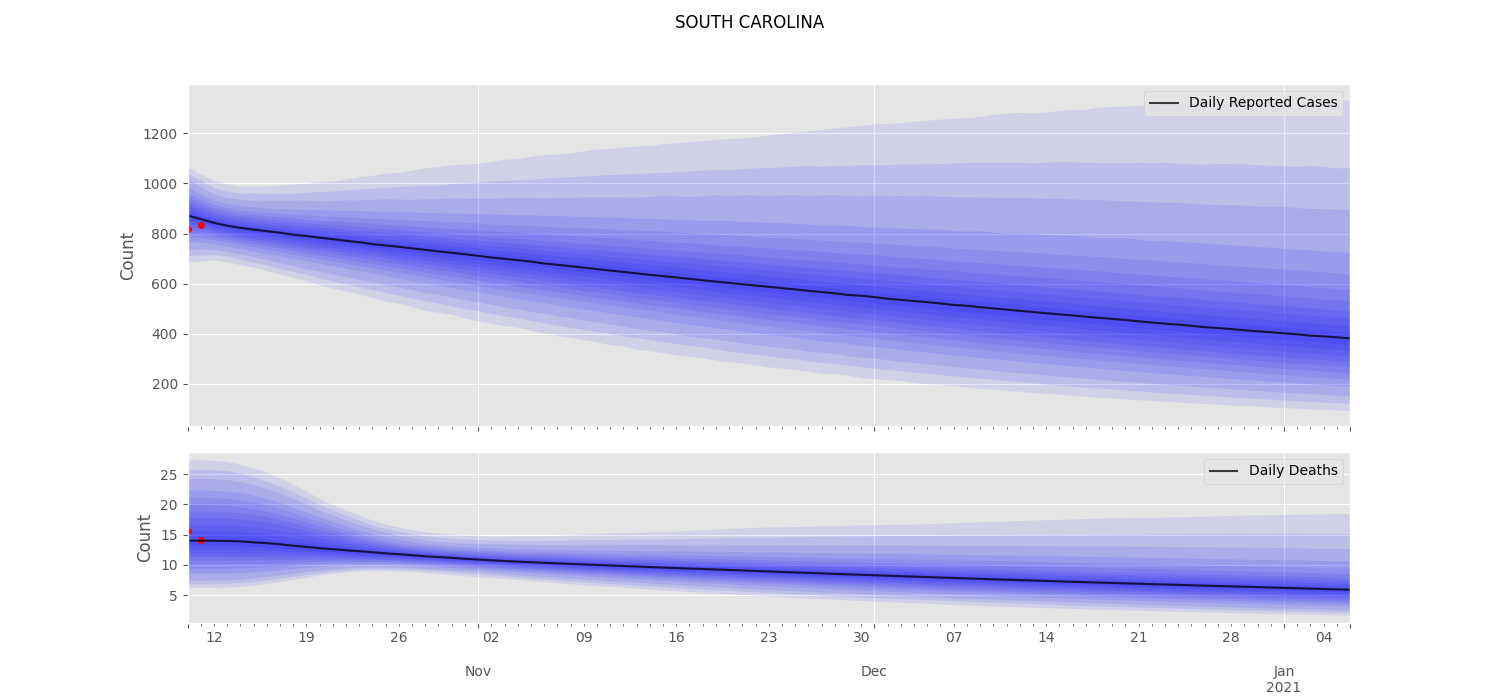 SOUTH CAROLINA
Daily Reported Cases
Count
1200
1000
800
600
400
200
Daily Deaths
Count
25
20
15
10
5
12 19 26 02 09 16 23 30 07 14 21 28 04
Nov Dec Jan
2021